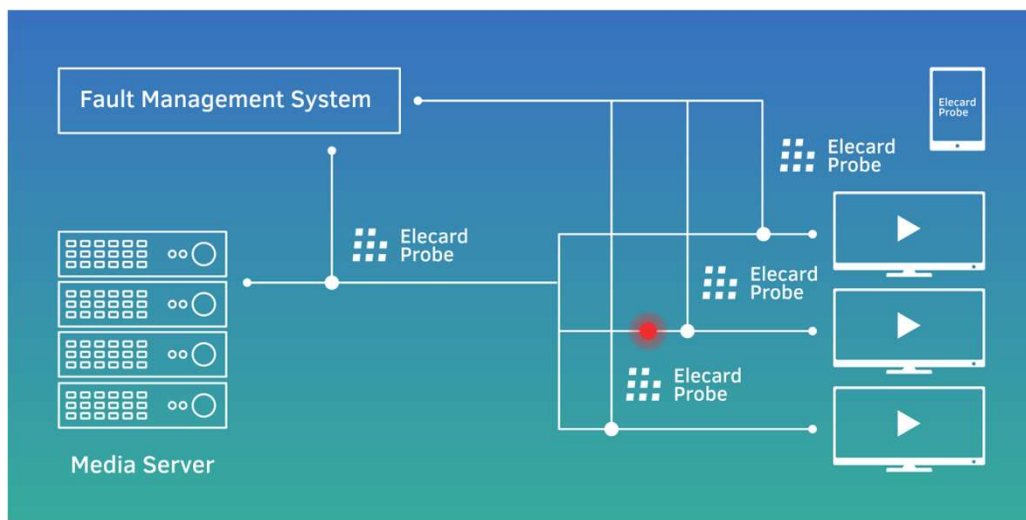 Fault Management System
Elecard
Probe
Elecard
Probe
Elecard
Probe
Elecard
Probe
Elecard
Probe
Media Server